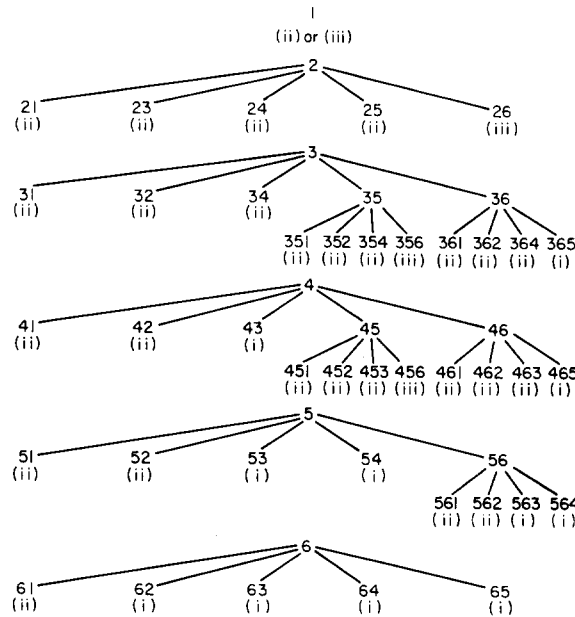 1
(ii) or (iii)
2
21 23 24 25 26
(ii) (ii) (ii) (ii) (iii)
3
31 32 34 35 36
(ii) (ii) (ii)
351 352 354 356 361 362 364 365
(ii) (ii) (ii) (iii) (ii) (ii) (ii) (i)
4
41 42 43 45 46
(ii) (ii) (i)
451 452 453 456 461 462 463 465
(ii) (ii) (ii) (iii) (ii) (ii) (ii) (i)
5
51 52 53 54 56
(ii) (ii) (i) (i)
561 562 563 564
(ii) (ii) (i) (i)
6
61 62 63 64 65
(ii) (i) (i) (i) (i)